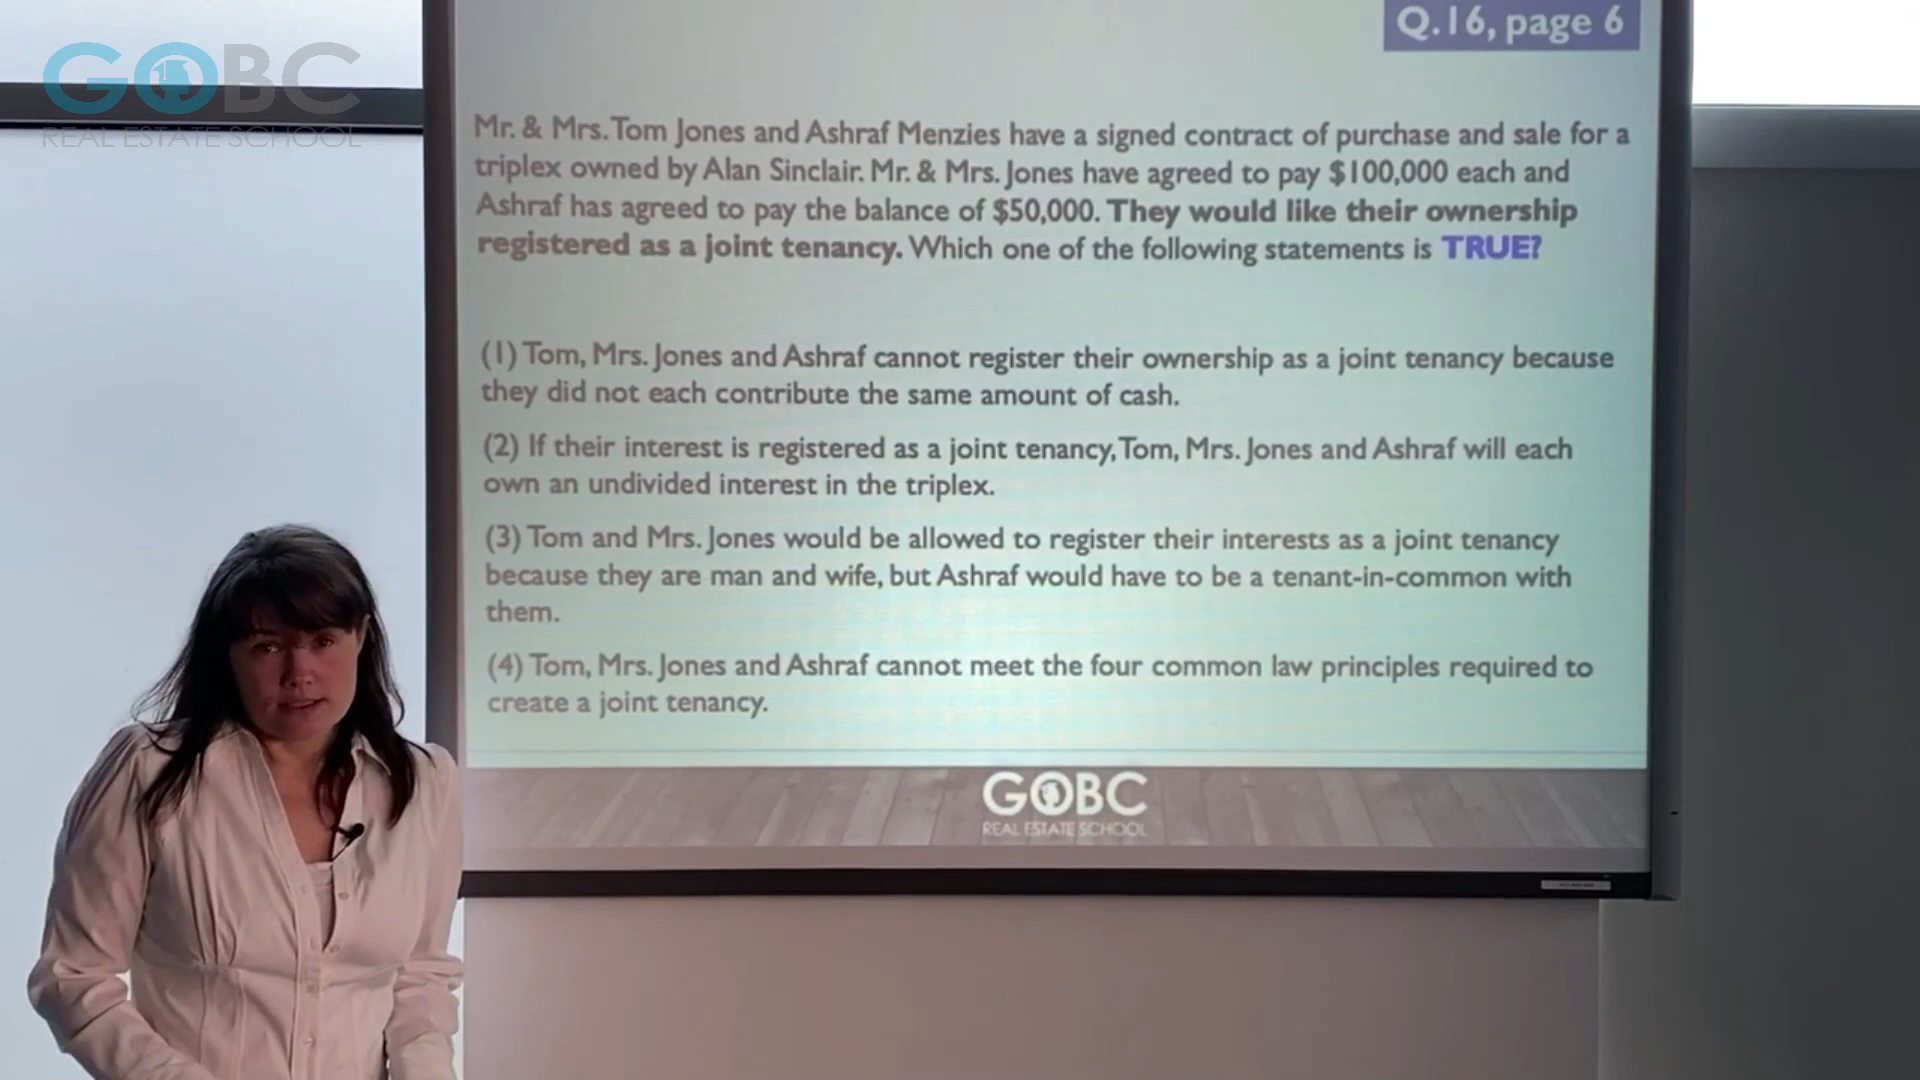 GOBC
REAL ESTATE SCHOOL
Q.16, page 6
Mr. & Mrs. Tom Jones and Ashraf Menzies have a signed contract of purchase and sale for a
triplex owned by Alan Sinclair. Mr. & Mrs. Jones have agreed to pay $100,000 each and
Ashraf has agreed to pay the balance of $50,000. They would like their ownership
registered as a joint tenancy. Which one of the following statements is TRUE?
(1) Tom, Mrs. Jones and Ashraf cannot register their ownership as a joint tenancy because
they did not each contribute the same amount of cash.
(2) If their interest is registered as a joint tenancy, Tom, Mrs. Jones and Ashraf will each
own an undivided interest in the triplex.
(3) Tom and Mrs. Jones would be allowed to register their interests as a joint tenancy
because they are man and wife, but Ashraf would have to be a tenant-in-common with
them.
(4) Tom, Mrs. Jones and Ashraf cannot meet the four common law principles required to
create a joint tenancy.
GOBC
REAL ESTATE SCHOOL